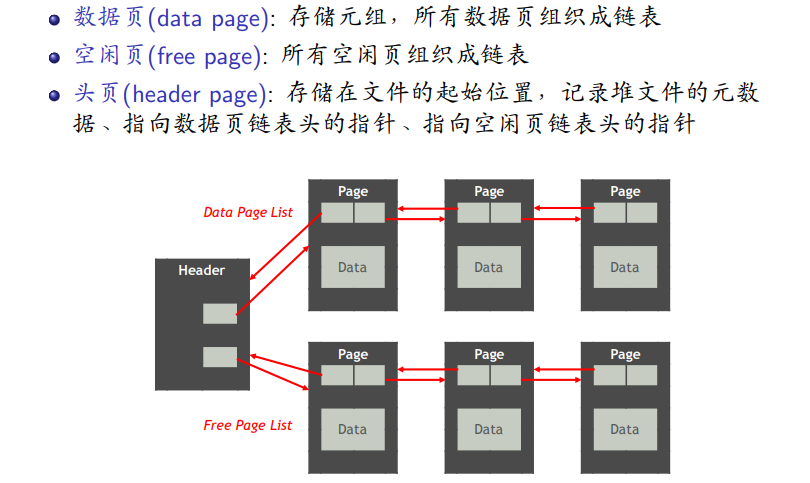 数据页(data page): 存储元组，所有数据页组织成链表
空闲页(free page): 所有空闲页组织成链表
头页(header page): 存储在文件的起始位置，记录堆文件的元数
据、指向数据页链表头的指针、指向空闲页链表头的指针
Page Page Page
Data Page List
Data Data Data
Header
Page Page Page
Free Page List
Data Data Data